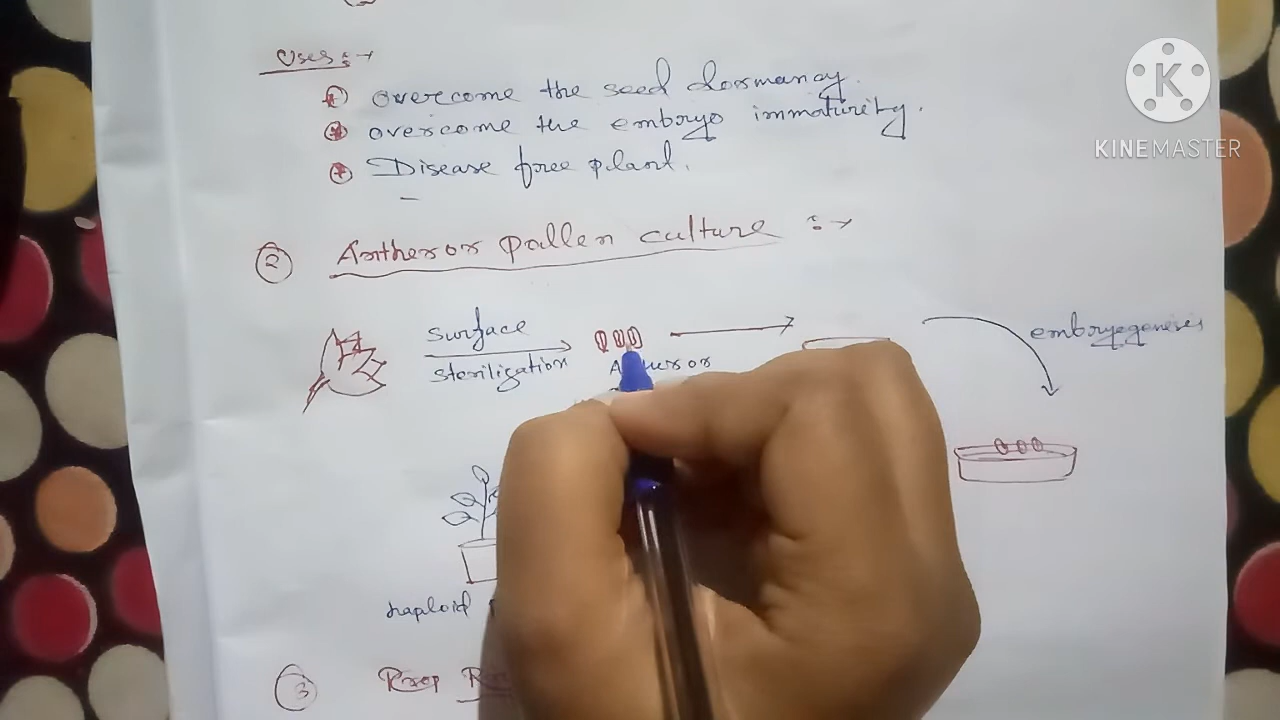 Uses :→
overcome the seed dormancy.
overcome the embryo immaturity.
Disease free plant.
2 Anther or pollen culture :→
surface
sterilization
or
embryogenesis
haploid
3
K
KINEMASTER